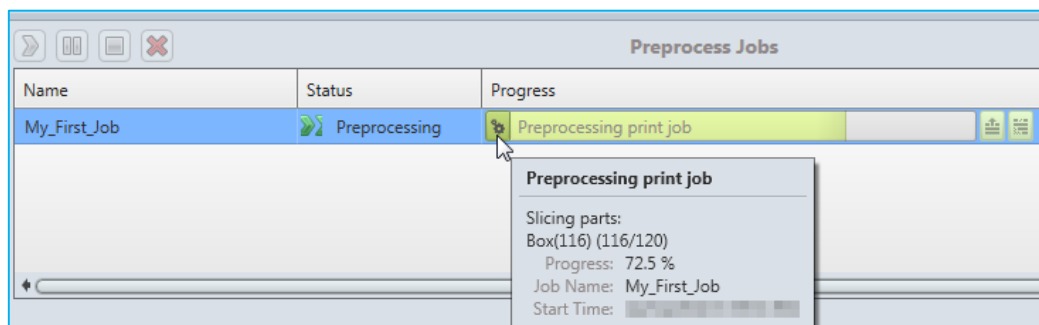 Preprocess Jobs
Name Status Progress
My_First_Job Preprocessing Preprocessing print job
Preprocessing print job
Slicing parts:
Box(116) (116/120)
Progress: 72.5 %
Job Name: My_First_Job
Start Time: